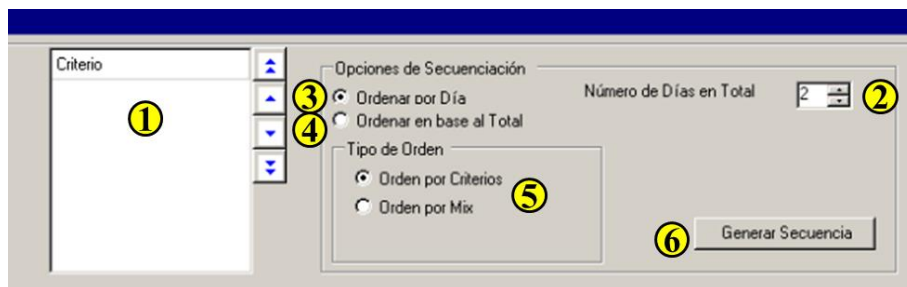 Criterio
1
Opciones de Secuenciación
3 Ordenar por Día
Número de Días en Total 2 2
4 Ordenar en base al Total
Tipo de Orden
Orden por Criterios
5
Orden por Mix
6 Generar Secuencia